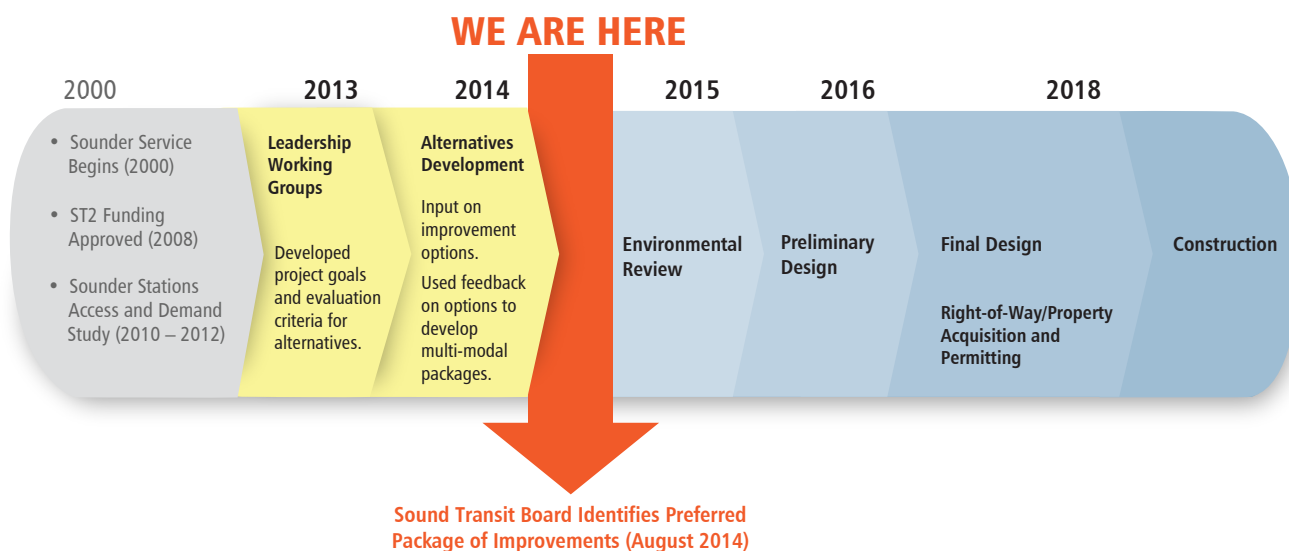 WE ARE HERE
2000
2013
2014
2015
2016
2018
• Sounder Service
Begins (2000)
• ST2 Funding
Approved (2008)
• Sounder Stations
Access and Demand
Study (2010 – 2012)
Leadership
Working
Groups
Developed
project goals
and evaluation
criteria for
alternatives.
Alternatives
Development
Input on
improvement
options.
Used feedback
on options to
develop
multi-modal
packages.
Environmental
Review
Preliminary
Design
Final Design
Right-of-Way/Property
Acquisition and
Permitting
Construction
Sound Transit Board Identifies Preferred
Package of Improvements (August 2014)